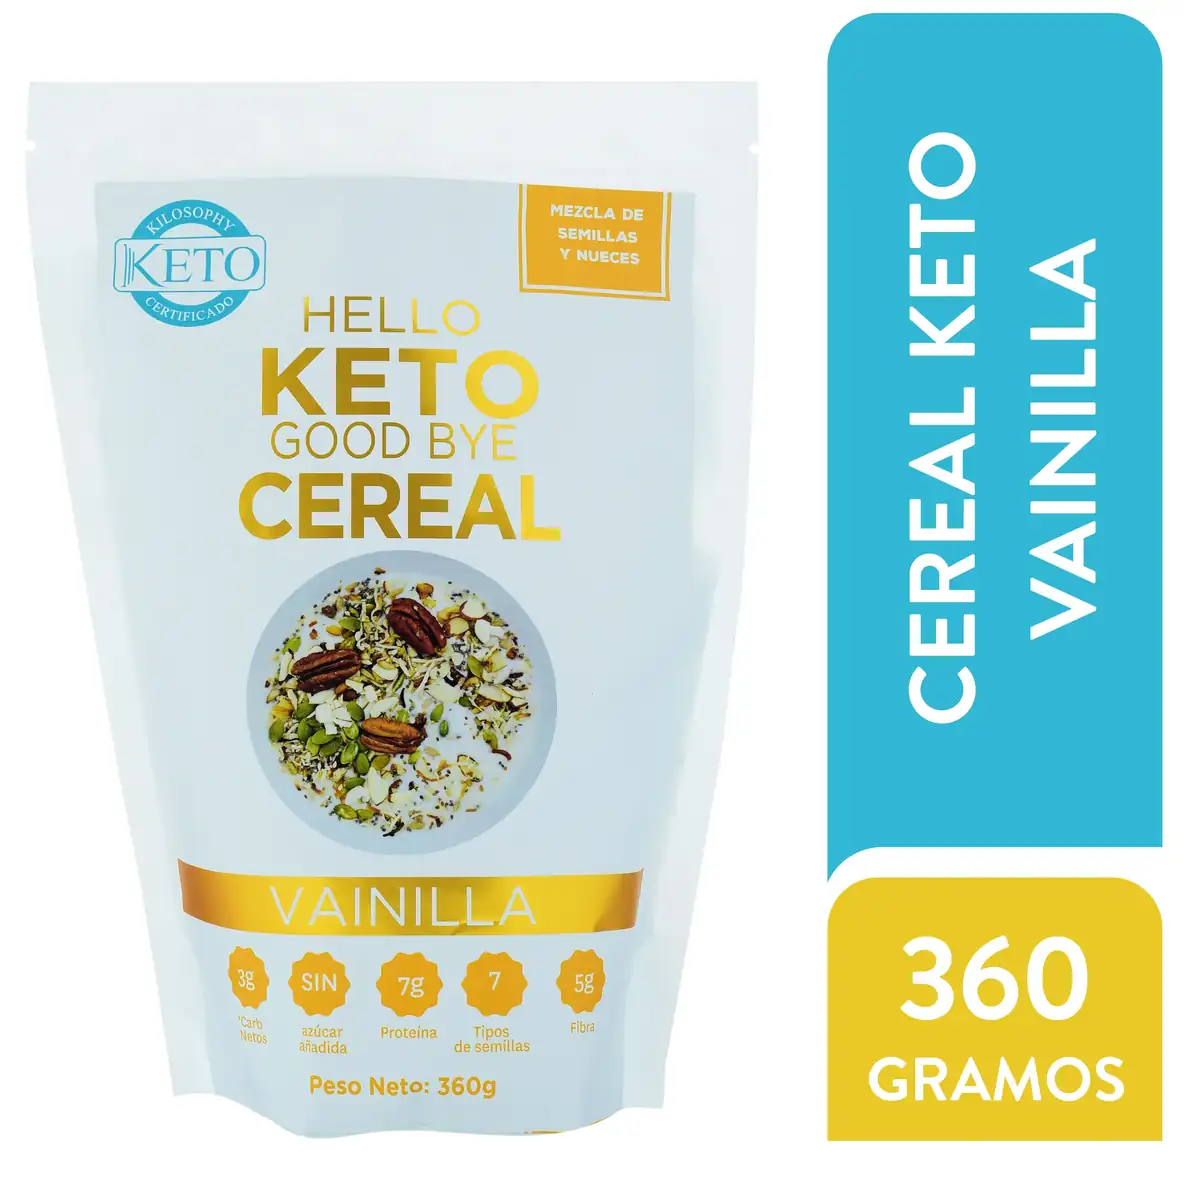 KILOSOPHY
KETO
CERTIFICADO
MEZCLA DE
SEMILLAS
Y NUECES
HELLO
KETO
GOOD BYE
CEREAL
VAINILLA
3g
*Carb
Netos
SIN
azúcar
añadida
7g
Proteína
7
Tipos
de semillas
5g
Fibra
Peso Neto: 360g
CEREAL KETO
VAINILLA
360
GRAMOS